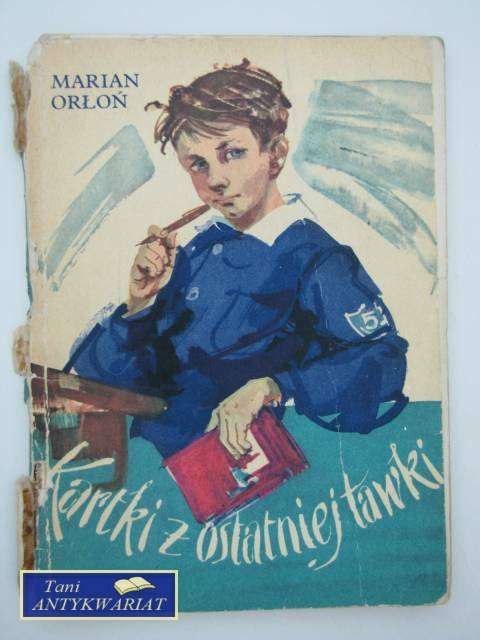 MARIAN
ORŁOŃ
5
Kartki z ostatniej ławki
Tani
ANTYKWARIAT